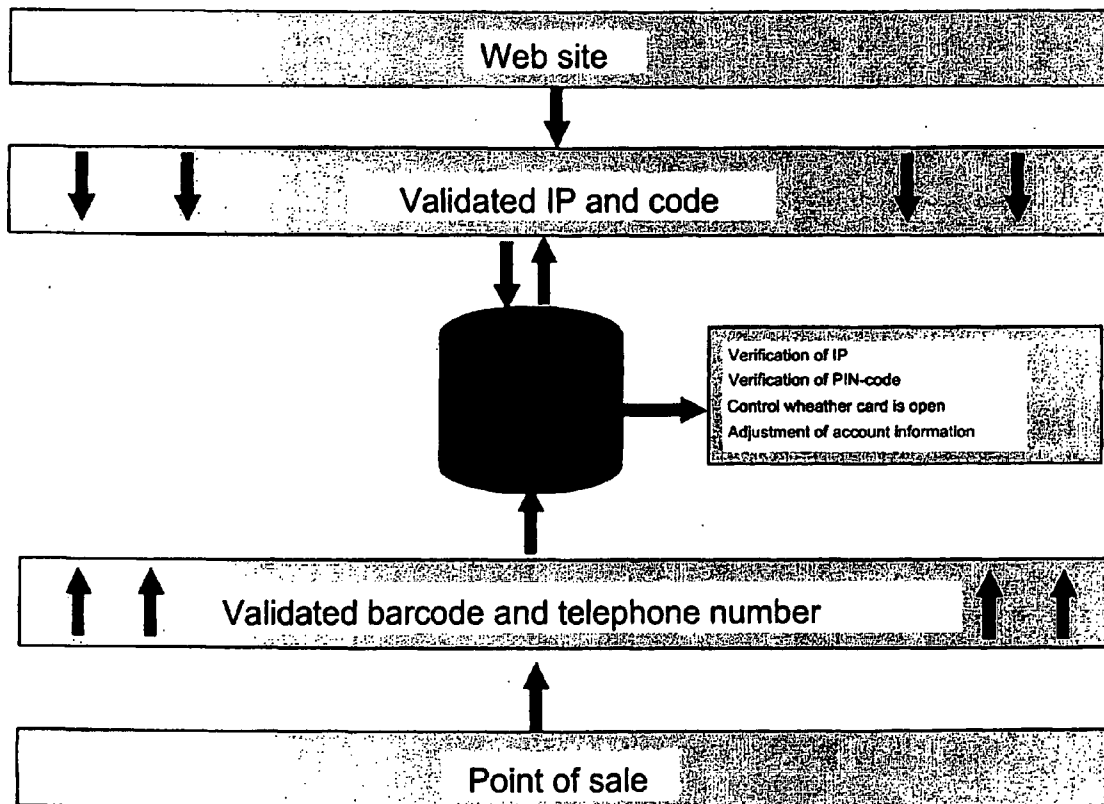 Web site
Validated IP and code
Verification of IP
Verification of PIN-code
Control wheather card is open
Adjustment of account information
Validated barcode and telephone number
Point of sale